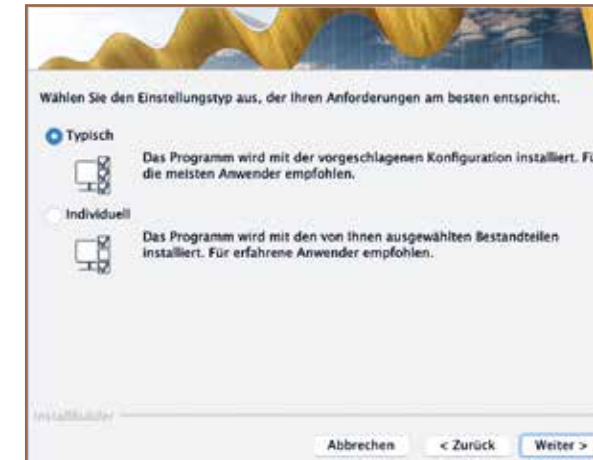 Wählen Sie den Einstellungstyp aus, der Ihren Anforderungen am besten entspricht.
Typisch
Das Programm wird mit der vorgeschlagenen Konfiguration installiert. Fü
die meisten Anwender empfohlen.
Individuell
Das Programm wird mit den von Ihnen ausgewählten Bestandteilen
installiert. Für erfahrene Anwender empfohlen.
InstallBuilder
Abbrechen
< Zurück
Weiter >